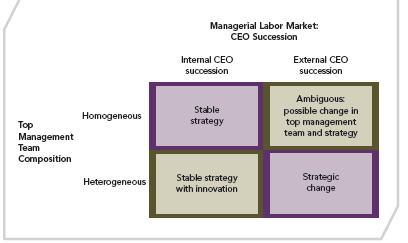 Managerial Labor Market:
CEO Succession
Internal CEO
succession
External CEO
succession
Top
Management
Team
Composition
Homogeneous
Stable
strategy
Ambiguous:
possible change in
top management
team and strategy
Heterogeneous
Stable strategy
with innovation
Strategic
change